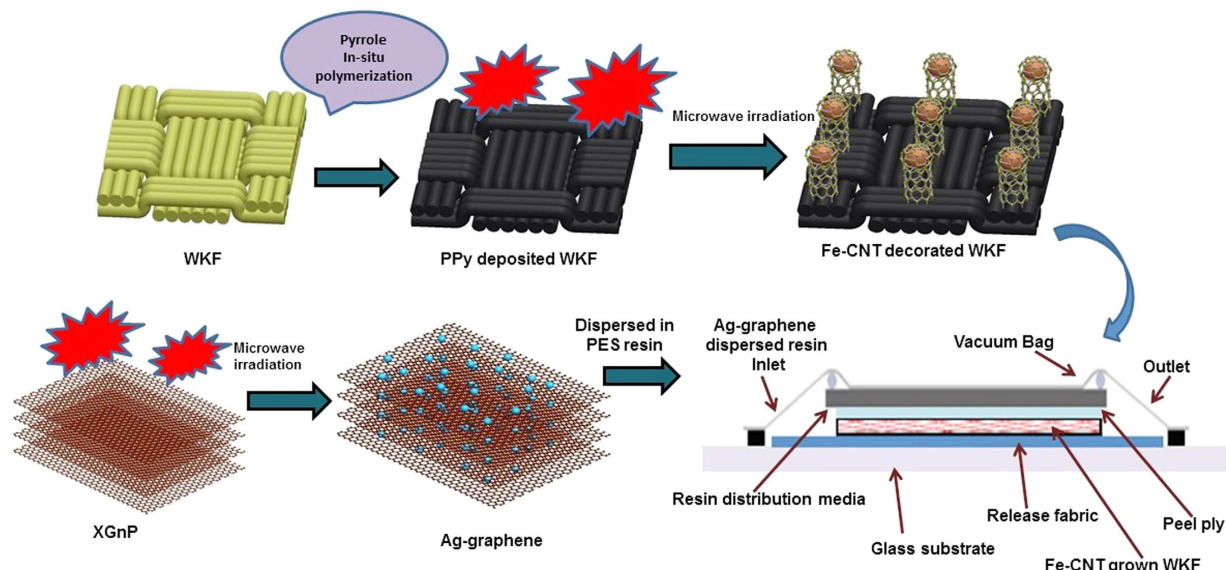 Pyrrole
In-situ
polymerization
Microwave irradiation
WKF
PPy deposited WKF
Fe-CNT decorated WKF
Microwave
irradiation
Dispersed in
PES resin
Ag-graphene
dispersed resin
Inlet
Vacuum Bag
Outlet
XGnP
Ag-graphene
Resin distribution media
Glass substrate
Release fabric
Peel ply
Fe-CNT grown WKF